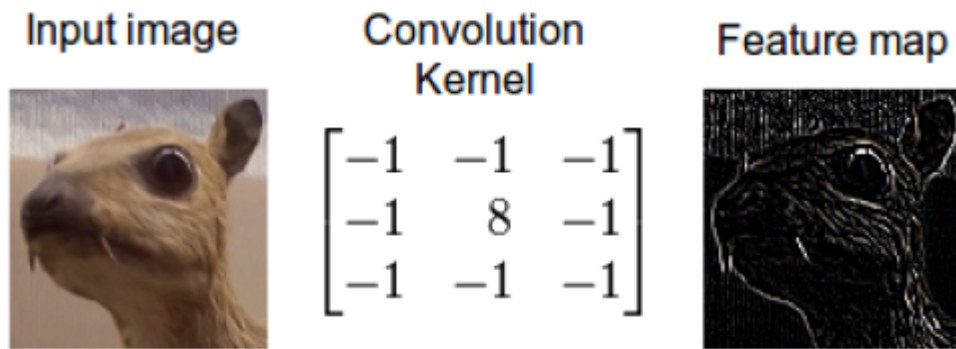 Input image
Convolution
Kernel
Feature map
−1 −1 −1
−1 8 −1
−1 −1 −1